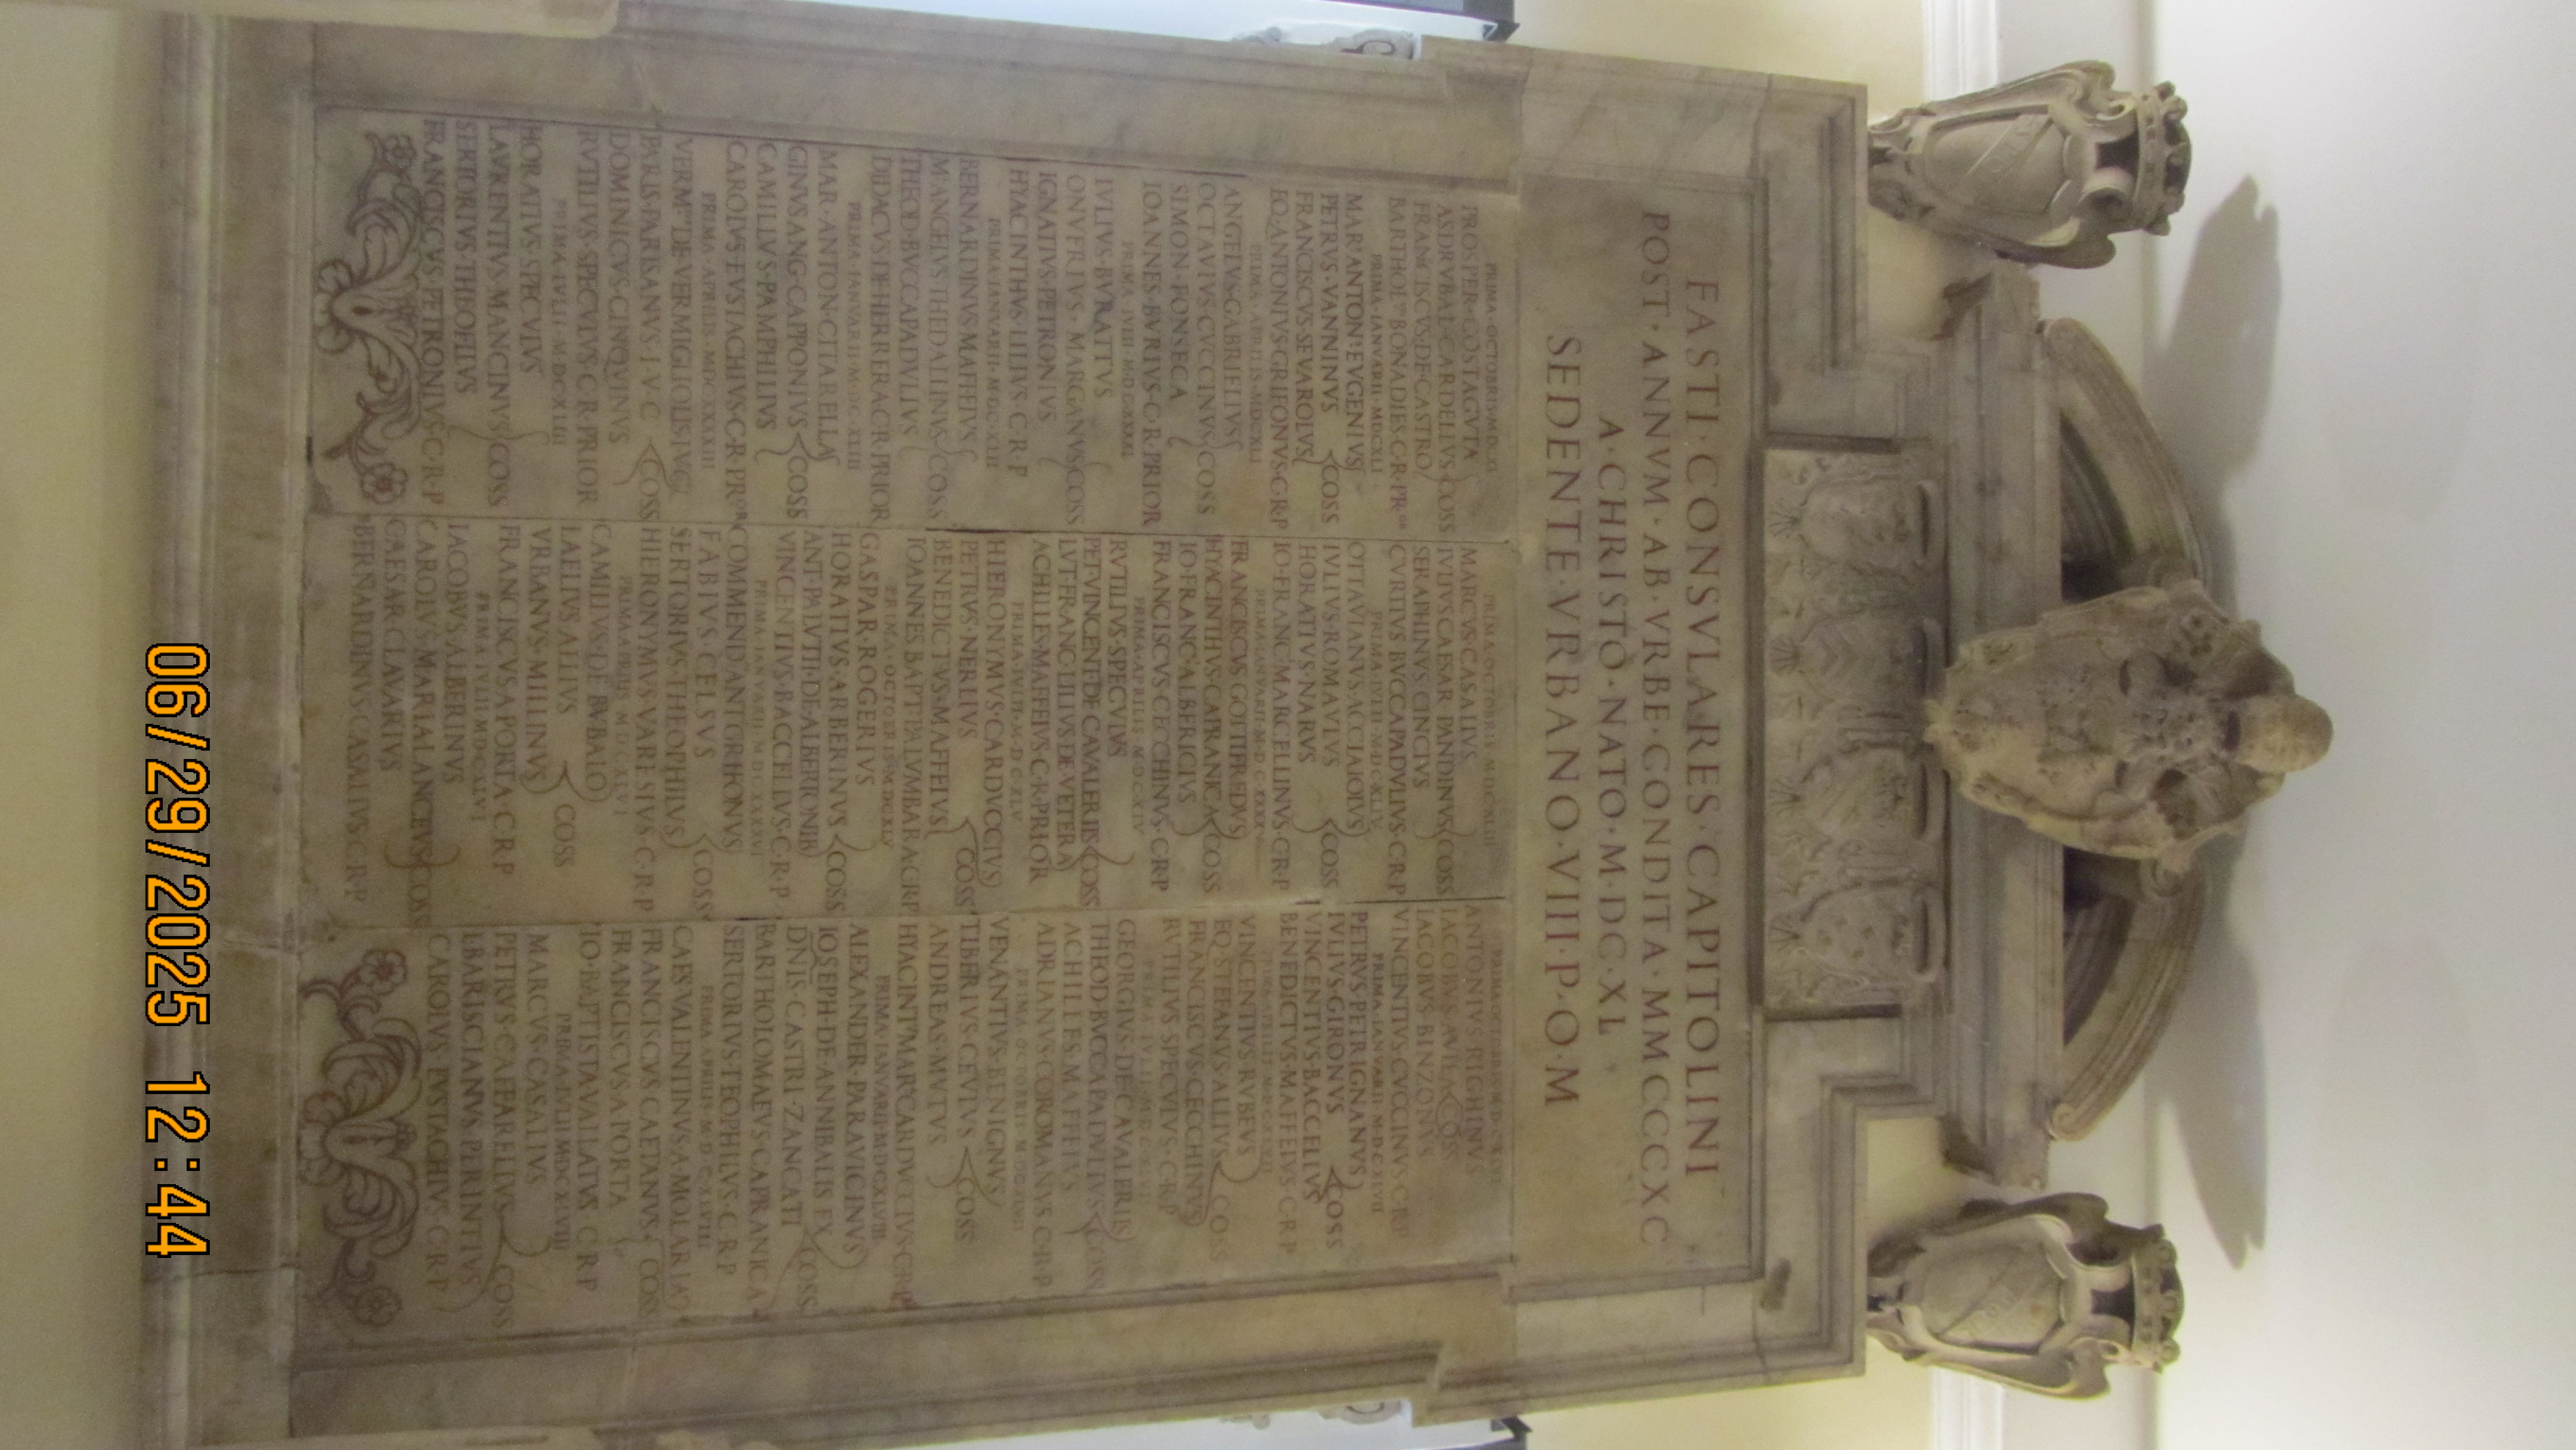 FASTI·CONSVLARES·CAPITOLINI
POST·ANNVM·AB·VRBE·CONDITA·MMCCCXC
A·CHRISTO·NATO·M·DC·XL
SEDENTE·VRBANO·VIII·P·O·M
PRIMA·OCTOBRIS·MDCXL
PROSPER·COSTAGVTA
ASDRVBAL·CARDELLVS COSS
FRANCISCVS·DE·CASTRO
BARTHOL BONADIES·C·R·PR
PRIMA·IANVARII·MDCXLI
MAR ANTON EVGENIVS
PETRVS·VANNINVS COSS
FRANCISCVS·SEVAROLVS
EQ·ANTONIVS·GRIFONVS·C·R·P
PRIMA·APRILIS·MDCXLI
ANGELVS·GABRIELIVS
OCTAVIVS·CVCCINVS COSS
SIMON·FONSECA
IOANNES·BVRIVS·C·R·PRIOR
PRIMA·IVLII·M·D·C·XXXXI
IVLIVS·BVRATTVS
ONVFRIVS·MARGANVS COSS
IGNATIVS·PETRONIVS
HYACINTHVS·LILIVS·C·R·P
PRIMA·IANVARII·M·DC·XLII
BERNARDINVS·MAFFEIVS
M·ANGELVS THEDALLINVS COSS
THEOD·BVCCAPADVLIVS
DIDACVS DE·HERRERA·C·R·PRIOR
PRIMA·IANVARII·M·DC·XLIII
MAR·ANTON·CITARELLA
GINVS ANG·CAPPONIVS COSS
CAMILLVS·PAMPHILIVS
CAROLVS·EVSTACHIVS·C·R·PR
PRIMA·APRILIS·MDCXXXXIII
VERM DE·VERMIGLIOLIS I·V·C
PARIS·PARISANVS·I·V·C COSS
DOMINICVS·CINQVINVS
RVTILIVS·SPECVLVS·C·R·PRIOR
PRIMA·IVLII·MDCXLIII
HORATIVS·SPECVLVS
LAVRENTIVS·MANCINVS COSS
SERTORIVS·THEOFILVS
FRANCISCVS·PETRONIVS·C·R·P
PRIMA·OCTOBRIS·M·D·C·XLIII
MARCVS·CASALIVS
IVLIVS CAESAR·PANDINVS COSS
SERAPHINVS CINCIVS
CVRTIVS BVCCAPADVLIVS·C·R·P
PRIMA·IVLII·M·D·C·XLIV
OTTAVIANVS·ACCIAIOLVS
IVLIVS·ROMAVLVS COSS
HORATIVS·NARVS
IO·FRANC·MARCELLINVS·C·R·P
PRIMA·IANVARII·M·D·C·XXXXV
FRANCISCVS GOTTIFREDVS
HYACINTHVS·CAPRANICA COSS
IO·FRANC·ALBERICIVS
FRANCISCVS·CECCHINVS·C·R·P
PRIMA·APRILIS·M·D·C·XLV
RVTILIVS·SPECVLVS
PET·VINCENT·DE CAVALERIIS COSS
LVT·FRANC·LILIVS DE·VETERA
ACHILLES·MAFFEIVS·C·R·PRIOR
PRIMA·IVLII·M·D·C·XLV
HIERONYMVS·CARDVCCIVS
PETRVS·NERLIVS COSS
BENEDICTVS·MAFFEIVS
IOANNES BAPT·PALVMBARA·C·R·P
PRIMA·OCTOBRIS·MDCXLV
GASPAR·ROGERIVS
HORATIVS·ARBERINVS COSS
ANT·PALVTII·DE·ALBERTONIB
VINCENTIVS·BACCELLVS·C·R·P
PRIMA·IANVARII·M·D·C·XXXXVI
COMMEND ANT GRIFONVS
FABIVS·CELSVS COSS
SERTORIVS·THEOPHILVS
HIERONYMVS·VARESIVS·C·R·P
PRIMA APRILIS·M·D·C·XLVI
CAMILLVS·DE BVBALO
LAELIVS·ALLIVS COSS
VRBANVS·MILLINVS
FRANCISCVS A PORTA·C R P
PRIMA·IVLII·MDCXLVI
IACOBVS·ALBERINVS
CAROLVS·MARIA LANCEVS COSS
CAESAR·CLAVARIVS
BERNARDINVS·CASALIVS·C·R·P
PRIMA OCTOBRIS·M·D·C·XLVI
ANTONIVS RIGHINVS
IACOBVS·AVILA COSS
IACOBVS·BINZONVS
VINCENTIVS·CVCCINVS·C·R·P
PRIMA·IANVARII·M·D·C·XLVII
PETRVS·PETRIGNANVS
IVLIVS·GIRONVS COSS
VINCENTIVS·BACCELLVS
BENEDICTVS·MAFFEIVS·C·R·P
PRIMA·APRILIS·M·D·C·XLVII
VINCENTIVS·RVBEVS
EQ·STEFANVS·ALLIVS COSS
FRANCISCVS·CECCHINVS
RVTILIVS·SPECVLVS·C·R·P
PRIMA·IVLII·M·D·C·XLVII
GEORGIVS·DE·CAVALERIIS
THEOD·BVCCAPADVLIVS COSS
ACHILLES·MAFFEIVS
ADRIANVS·COROMANVS·C·R·P
PRIMA·OCTOBRIS·M·DCXLVII
VENANTIVS·BENIGNVS
TIBERIVS·CEVLVS COSS
ANDREAS·MVTVS
HYACINT MAR CARDVCCIVS·C·R·P
PRIMA·IANVARII·M·D·CXLVIII
ALEXANDER·PARAVICINVS
IOSEPH·DE·ANNIBALIS EX COSS
DNIS·CASTRI·ZANCATI
BARTHOLOMAEVS·CAPRANICA
SERTORIVS·TEOPHILVS·C·R·P
PRIMA·APRILIS·M·D·C·XLVIII
CAES·VALENTINVS·A·MOLARIA
FRANCISCVS CAETANVS COSS
FRANCISCVS·A PORTA
IO·BAPTISTA VALLATVS·C R P
PRIMA·IVLII MDCXLVIII
MARCVS·CASALIVS
PETRVS·CAFFARELLVS COSS
LBARISCIANVS·PERINTIVS
CAROLVS·EVSTACHIVS·C·R·P
06/29/2025 12:44